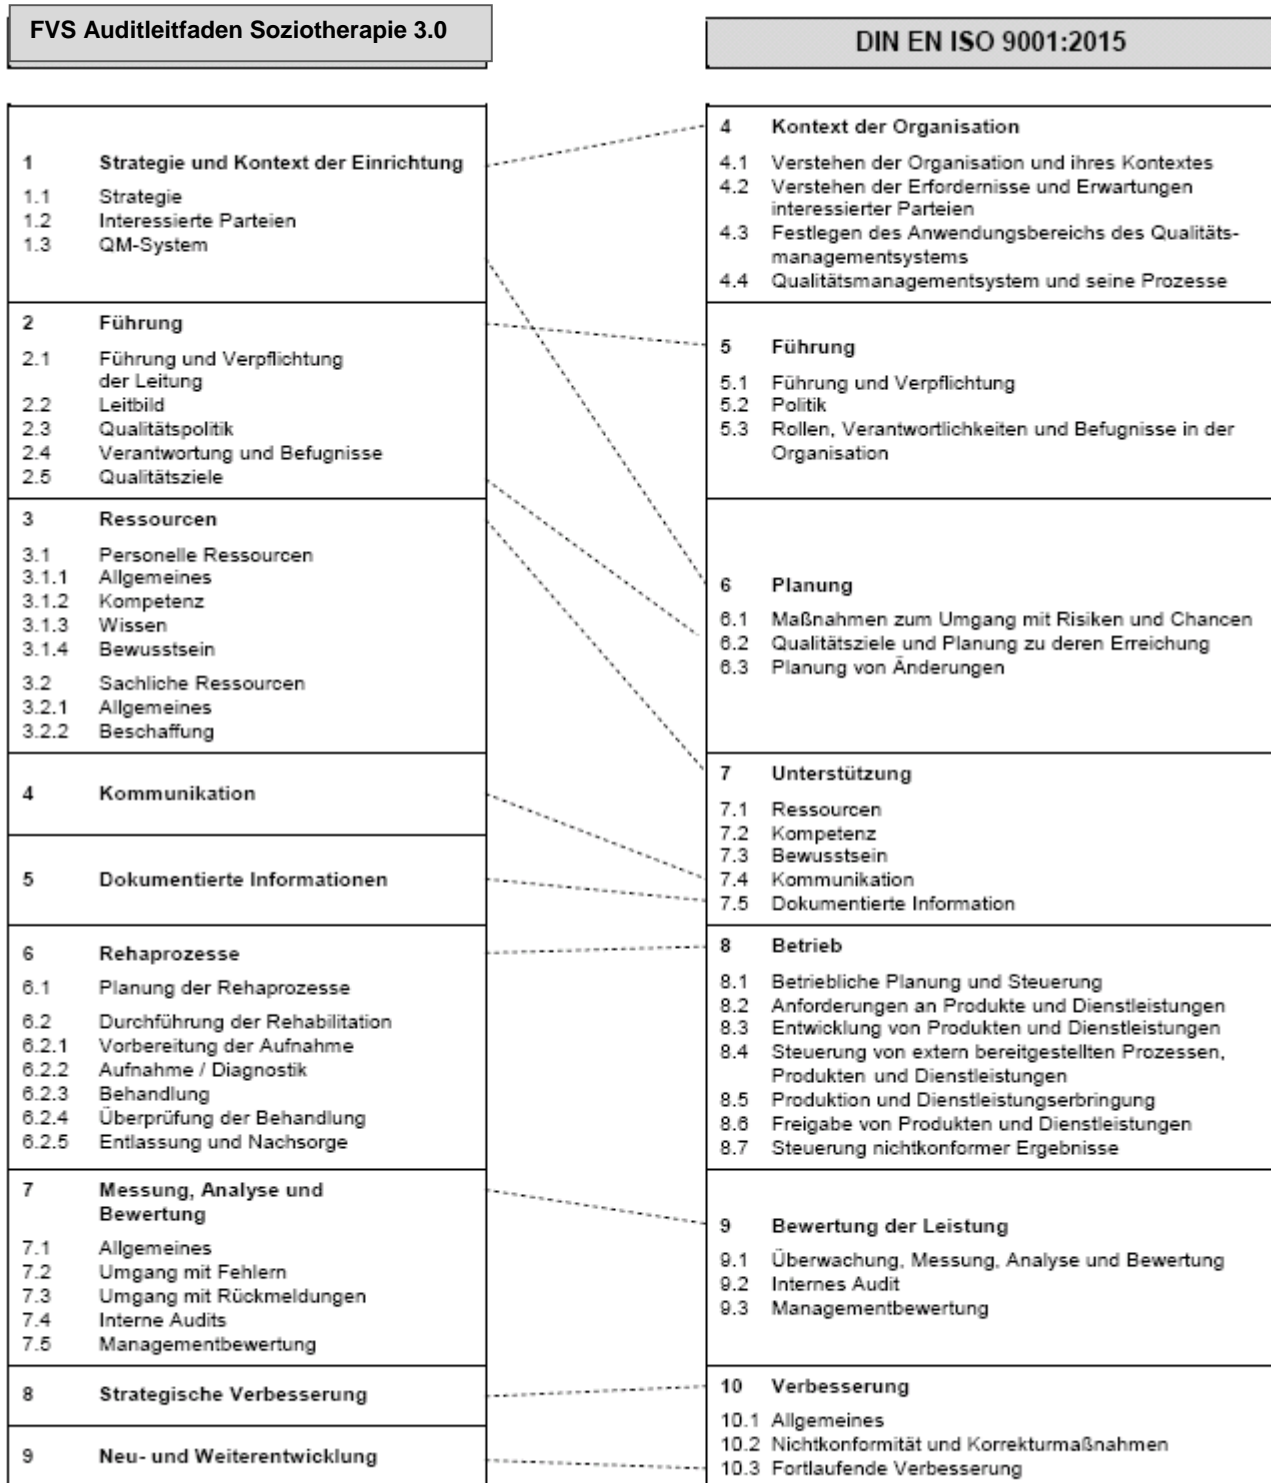 FVS Auditleitfaden Soziotherapie 3.0
1 Strategie und Kontext der Einrichtung
1.1 Strategie
1.2 Interessierte Parteien
1.3 QM-System
2 Führung
2.1 Führung und Verpflichtung
der Leitung
2.2 Leitbild
2.3 Qualitätspolitik
2.4 Verantwortung und Befugnisse
2.5 Qualitätsziele
3 Ressourcen
3.1 Personelle Ressourcen
3.1.1 Allgemeines
3.1.2 Kompetenz
3.1.3 Wissen
3.1.4 Bewusstsein
3.2 Sachliche Ressourcen
3.2.1 Allgemeines
3.2.2 Beschaffung
4 Kommunikation
5 Dokumentierte Informationen
6 Rehaprozesse
6.1 Planung der Rehaprozesse
6.2 Durchführung der Rehabilitation
6.2.1 Vorbereitung der Aufnahme
6.2.2 Aufnahme / Diagnostik
6.2.3 Behandlung
6.2.4 Überprüfung der Behandlung
6.2.5 Entlassung und Nachsorge
7 Messung, Analyse und
Bewertung
7.1 Allgemeines
7.2 Umgang mit Fehlern
7.3 Umgang mit Rückmeldungen
7.4 Interne Audits
7.5 Managementbewertung
8 Strategische Verbesserung
9 Neu- und Weiterentwicklung
DIN EN ISO 9001:2015
4 Kontext der Organisation
4.1 Verstehen der Organisation und ihres Kontextes
4.2 Verstehen der Erfordernisse und Erwartungen
interessierter Parteien
4.3 Festlegen des Anwendungsbereichs des Qualitäts-
managementsystems
4.4 Qualitätsmanagementsystem und seine Prozesse
5 Führung
5.1 Führung und Verpflichtung
5.2 Politik
5.3 Rollen, Verantwortlichkeiten und Befugnisse in der
Organisation
6 Planung
6.1 Maßnahmen zum Umgang mit Risiken und Chancen
6.2 Qualitätsziele und Planung zu deren Erreichung
6.3 Planung von Änderungen
7 Unterstützung
7.1 Ressourcen
7.2 Kompetenz
7.3 Bewusstsein
7.4 Kommunikation
7.5 Dokumentierte Information
8 Betrieb
8.1 Betriebliche Planung und Steuerung
8.2 Anforderungen an Produkte und Dienstleistungen
8.3 Entwicklung von Produkten und Dienstleistungen
8.4 Steuerung von extern bereitgestellten Prozessen,
Produkten und Dienstleistungen
8.5 Produktion und Dienstleistungserbringung
8.6 Freigabe von Produkten und Dienstleistungen
8.7 Steuerung nichtkonformer Ergebnisse
9 Bewertung der Leistung
9.1 Überwachung, Messung, Analyse und Bewertung
9.2 Internes Audit
9.3 Managementbewertung
10 Verbesserung
10.1 Allgemeines
10.2 Nichtkonformität und Korrekturmaßnahmen
10.3 Fortlaufende Verbesserung